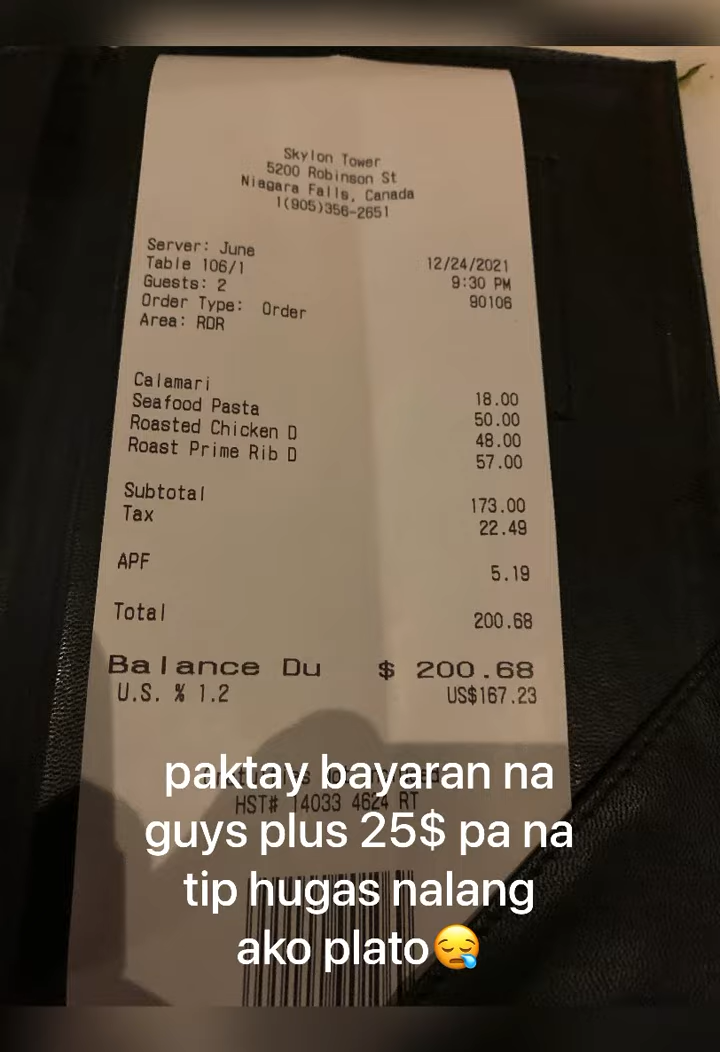 Skylon Tower
5200 Robinson St
Niagara Falls, Canada
1(905)356-2651
Server: June
Table 106/1 12/24/2021
Guests: 2 9:30 PM
Order Type: Order 90106
Area: RDR
Calamari 18.00
Seafood Pasta 50.00
Roasted Chicken D 48.00
Roast Prime Rib D 57.00
Subtotal 173.00
Tax 22.49
APF 5.19
Total 200.68
Balance Du $ 200.68
U.S. % 1.2 US$167.23
paktay bayaran na
HST# 14033 4624 RT
guys plus 25$ pa na
tip hugas nalang
ako plato😪